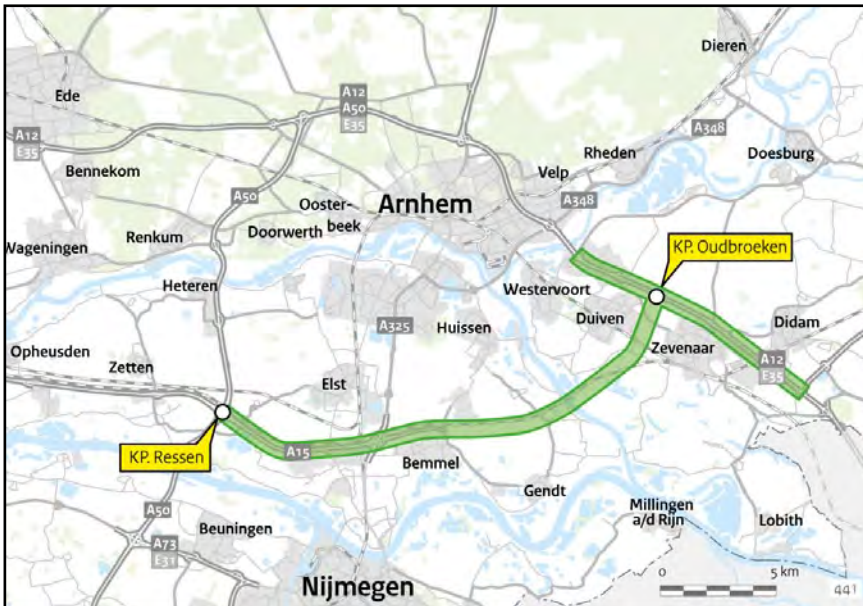 Dieren
A12
A50
E35
Ede
A348
A12
E35
Rheden
Doesburg
Bennekom
Velp
A50
Ooster-
beek
Arnhem
A348
Wageningen
Renkum
Doorwerth
KP. Oudbroeken
Heteren
Westervoort
Duiven
A325
Huissen
Didam
Opheusden
Zetten
Zevenaar
A12
E35
Elst
KP. Ressen
A15
Bemmel
Gendt
A50
Millingen
a/d Rijn
Lobith
Beuningen
A73
E31
Nijmegen
0 5 km
441